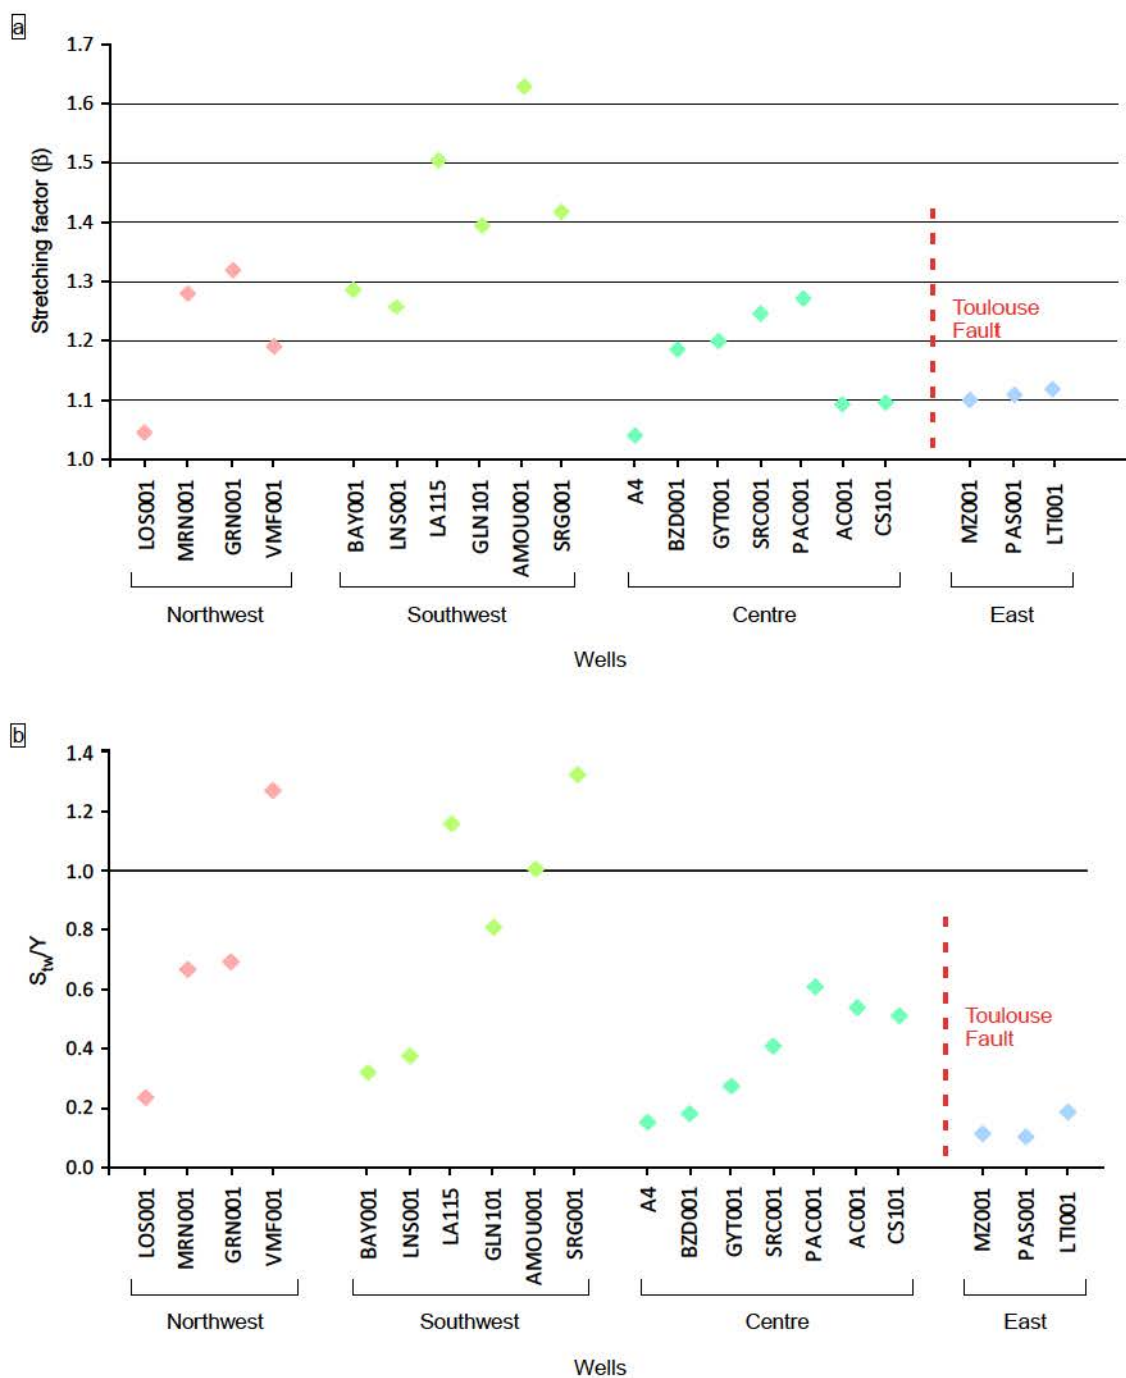 a
Stretching factor (β)
1.7
1.6
1.5
1.4
1.3
1.2
1.1
1.0
Toulouse
Fault
LOS001
MRN001
GRN001
VMF001
BAY001
LNS001
LA115
GLN101
AMOU001
SRG001
A4
BZD001
GYT001
SRC001
PAC001
AC001
CS101
MZ001
PAS001
LTI001
Northwest
Southwest
Centre
East
Wells
b
Stw/Y
1.4
1.2
1.0
0.8
0.6
0.4
0.2
0.0
Toulouse
Fault
LOS001
MRN001
GRN001
VMF001
BAY001
LNS001
LA115
GLN101
AMOU001
SRG001
A4
BZD001
GYT001
SRC001
PAC001
AC001
CS101
MZ001
PAS001
LTI001
Northwest
Southwest
Centre
East
Wells